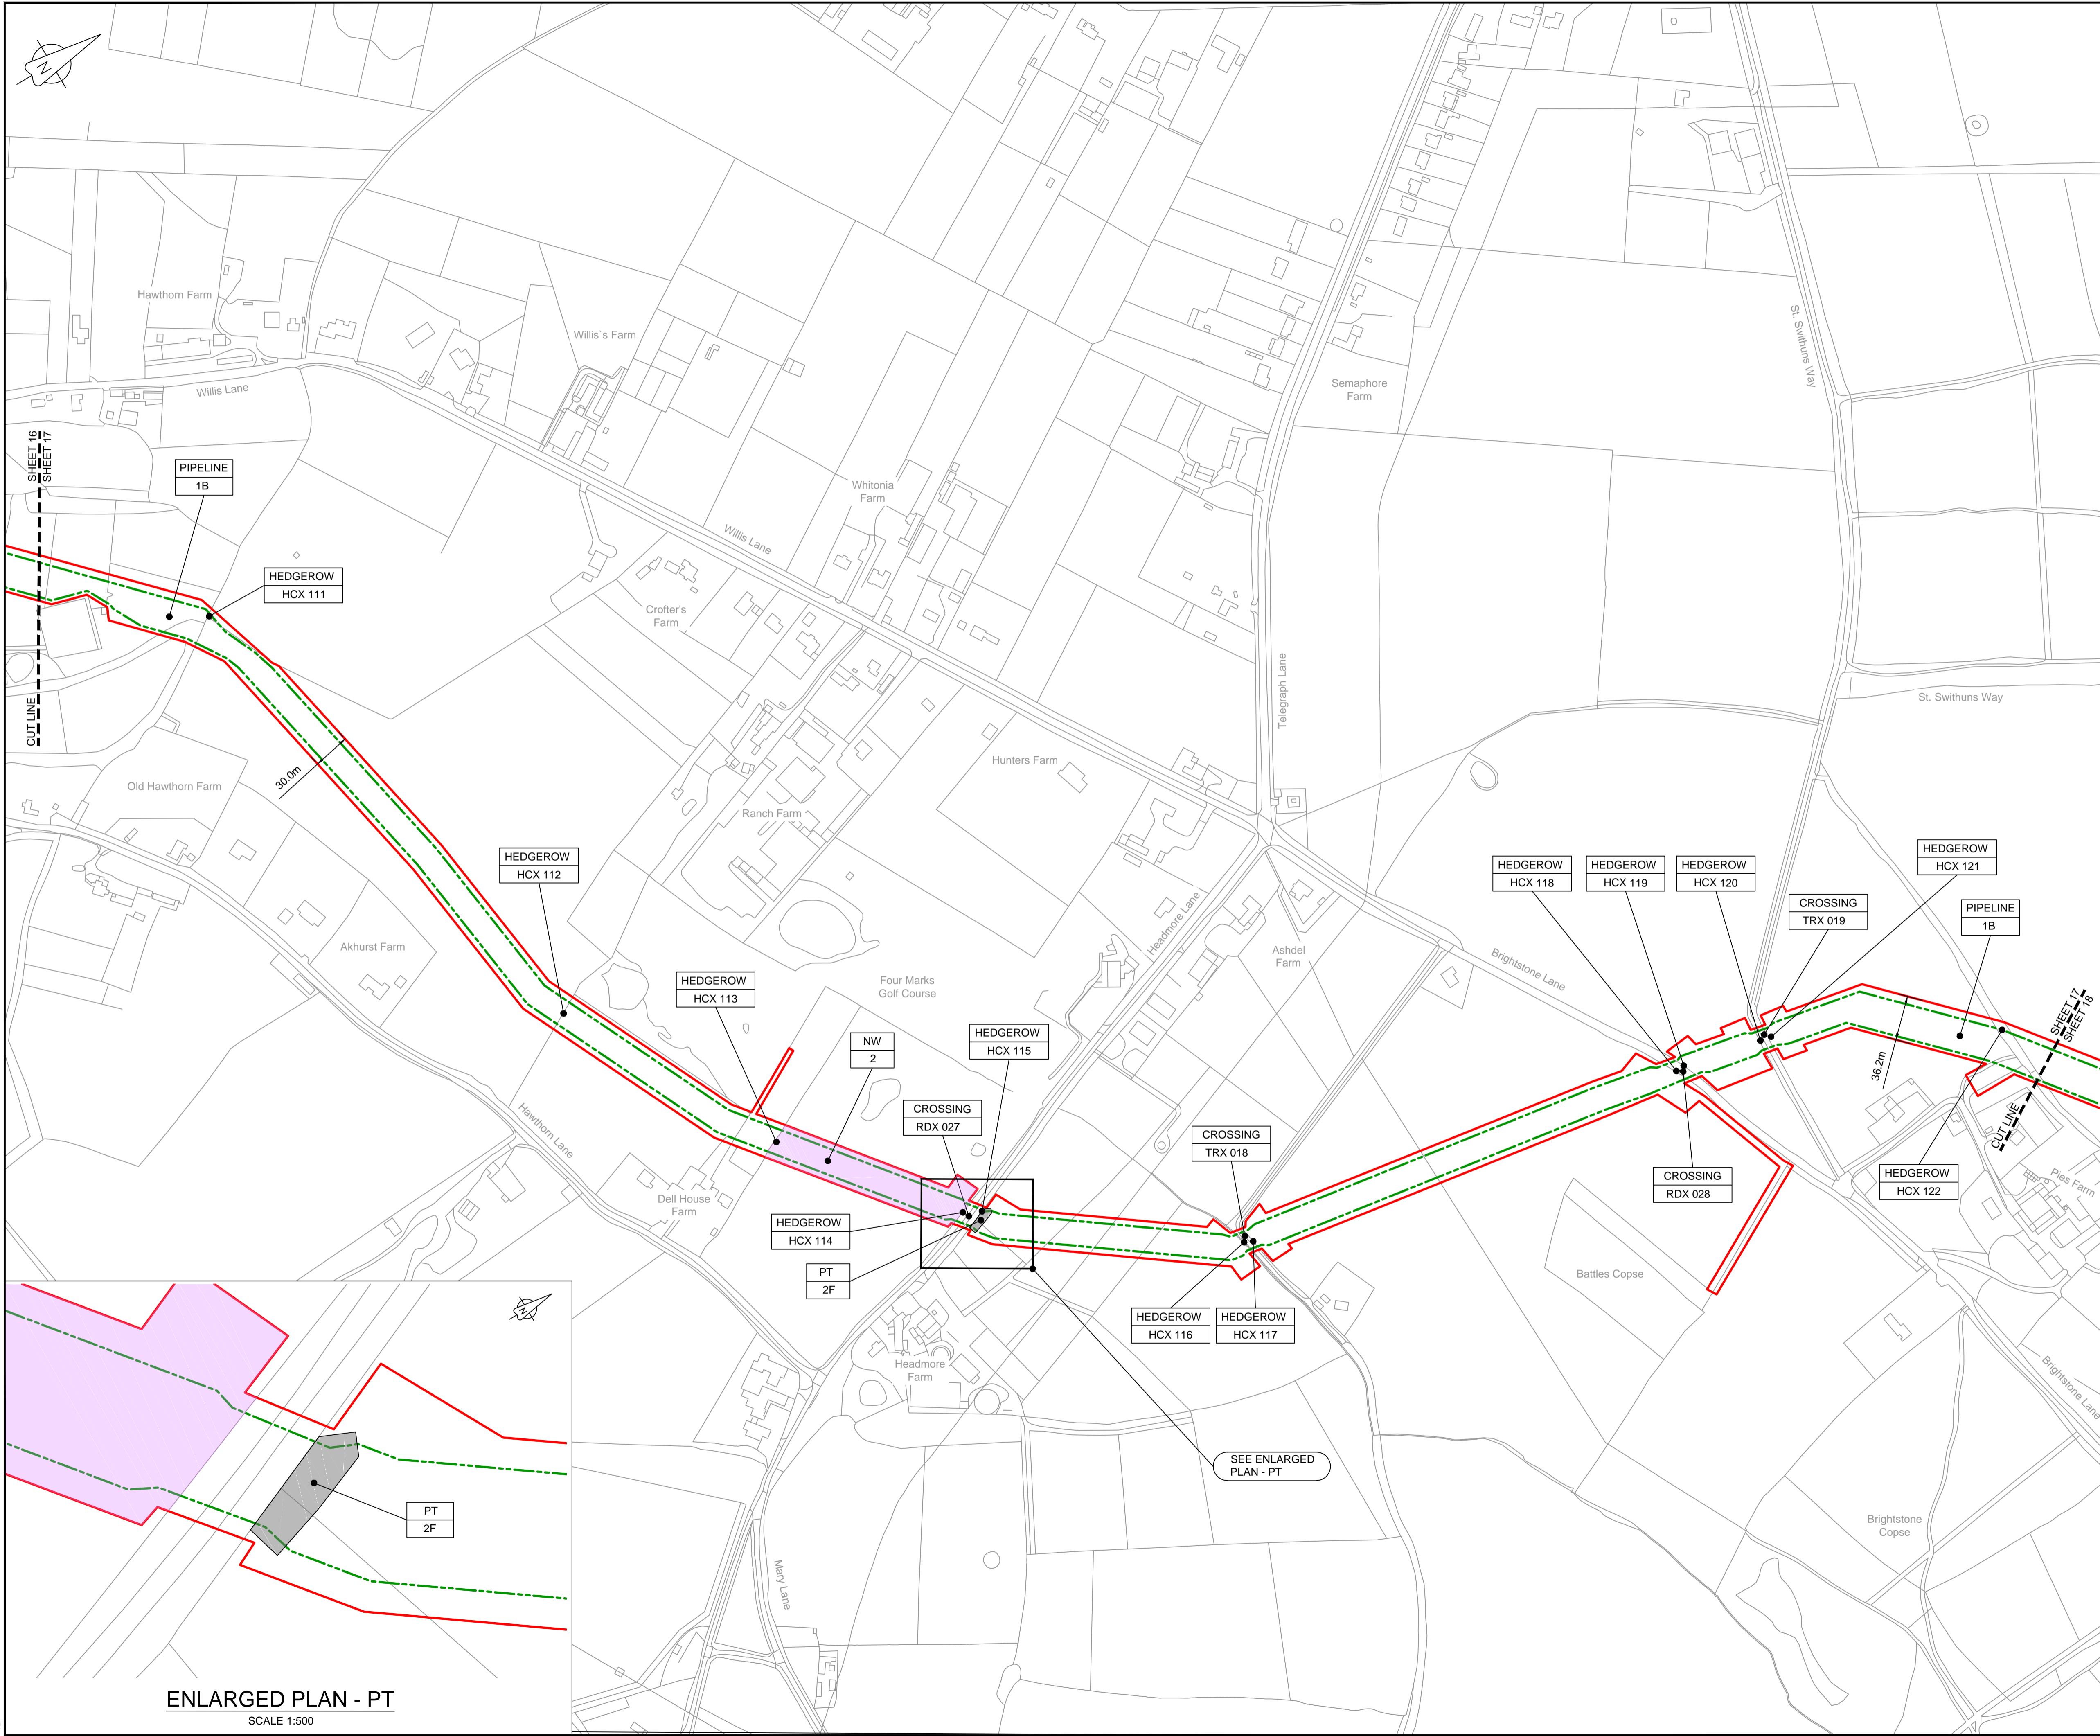 N
Hawthorn Farm
Willis Lane
Willis`s Farm
Semaphore
Farm
St. Swithuns Way
SHEET 16
SHEET 17
CUT LINE
PIPELINE
1B
HEDGEROW
HCX 111
Whitonia
Farm
Willis Lane
Crofter's
Farm
Telegraph Lane
St. Swithuns Way
30.0m
Old Hawthorn Farm
Hunters Farm
Ranch Farm
HEDGEROW
HCX 112
Akhurst Farm
HEDGEROW
HCX 113
Four Marks
Golf Course
Headmore Lane
Ashdel
Farm
Brightstone Lane
HEDGEROW
HCX 118
HEDGEROW
HCX 119
HEDGEROW
HCX 120
CROSSING
TRX 019
HEDGEROW
HCX 121
PIPELINE
1B
36.2m
SHEET 17
SHEET 18
CUT LINE
NW
2
HEDGEROW
HCX 115
CROSSING
RDX 027
Hawthorn Lane
Dell House
Farm
CROSSING
TRX 018
CROSSING
RDX 028
HEDGEROW
HCX 122
Pies Farm
HEDGEROW
HCX 114
PT
2F
Battles Copse
HEDGEROW
HCX 116
HEDGEROW
HCX 117
Headmore
Farm
Brightstone Lane
SEE ENLARGED
PLAN - PT
Brightstone
Copse
Mary Lane
N
PT
2F
ENLARGED PLAN - PT
SCALE 1:500